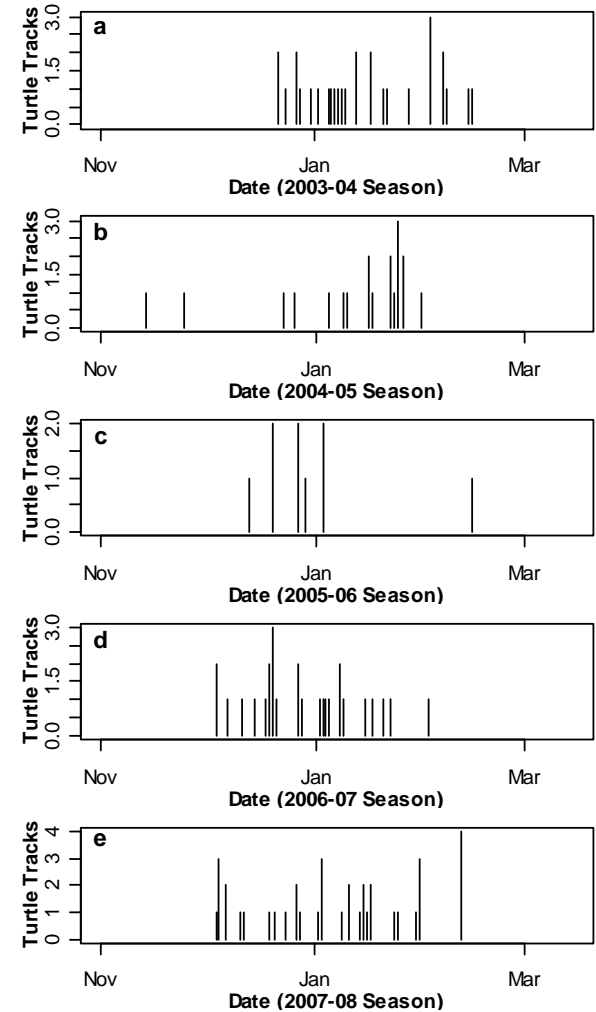 a
Turtle Tracks
0.0 1.5 3.0
Nov Jan Mar
Date (2003-04 Season)
b
Turtle Tracks
0.0 1.5 3.0
Nov Jan Mar
Date (2004-05 Season)
c
Turtle Tracks
0.0 1.0 2.0
Nov Jan Mar
Date (2005-06 Season)
d
Turtle Tracks
0.0 1.5 3.0
Nov Jan Mar
Date (2006-07 Season)
e
Turtle Tracks
0 1 2 3 4
Nov Jan Mar
Date (2007-08 Season)